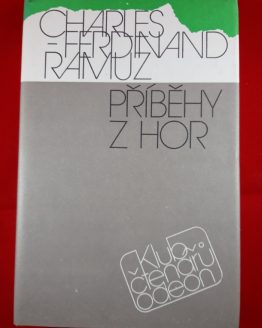 CHARLES
-FERDINAND
RAMUZ
PŘÍBĚHY
Z HOR
klub
čtenářů
odeon